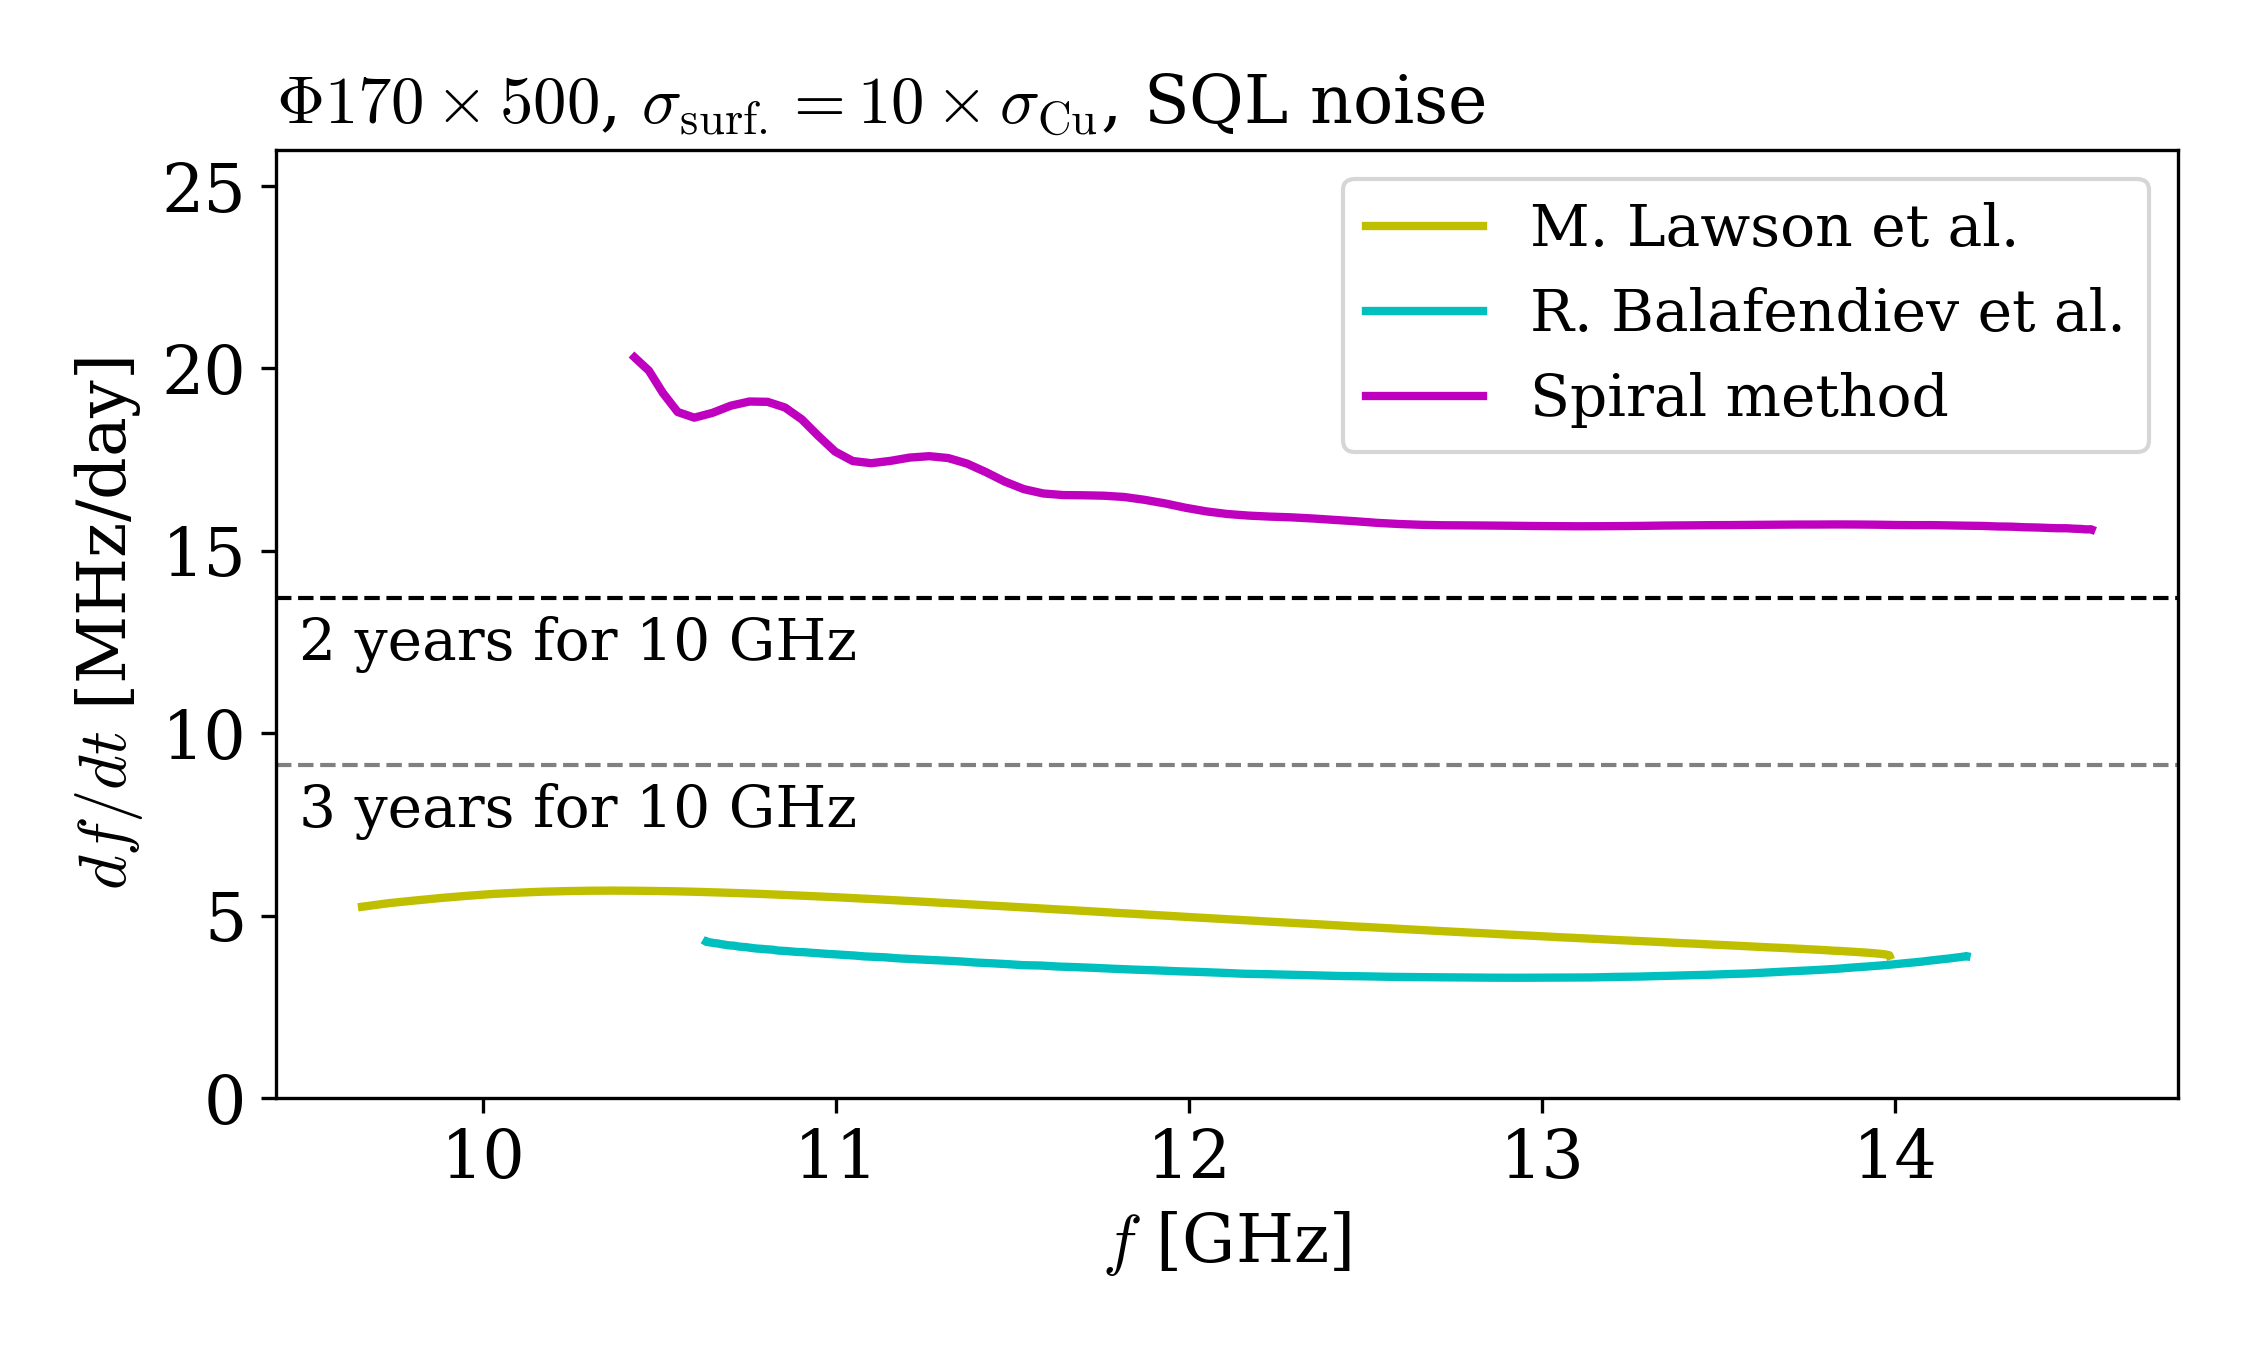 Φ170 × 500, σsurf. = 10 × σCu, SQL noise
25
20
15
10
5
0
df/dt [MHz/day]
M. Lawson et al.
R. Balafendiev et al.
Spiral method
2 years for 10 GHz
3 years for 10 GHz
10 11 12 13 14
f [GHz]